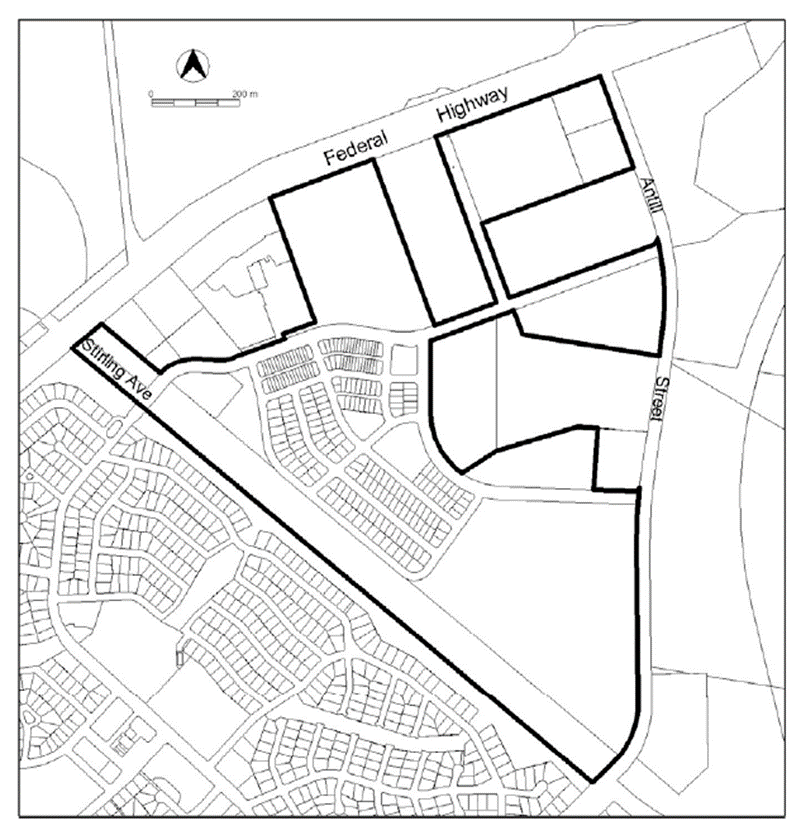 0 200 m
Federal Highway
Antill
Street
Stirling Ave